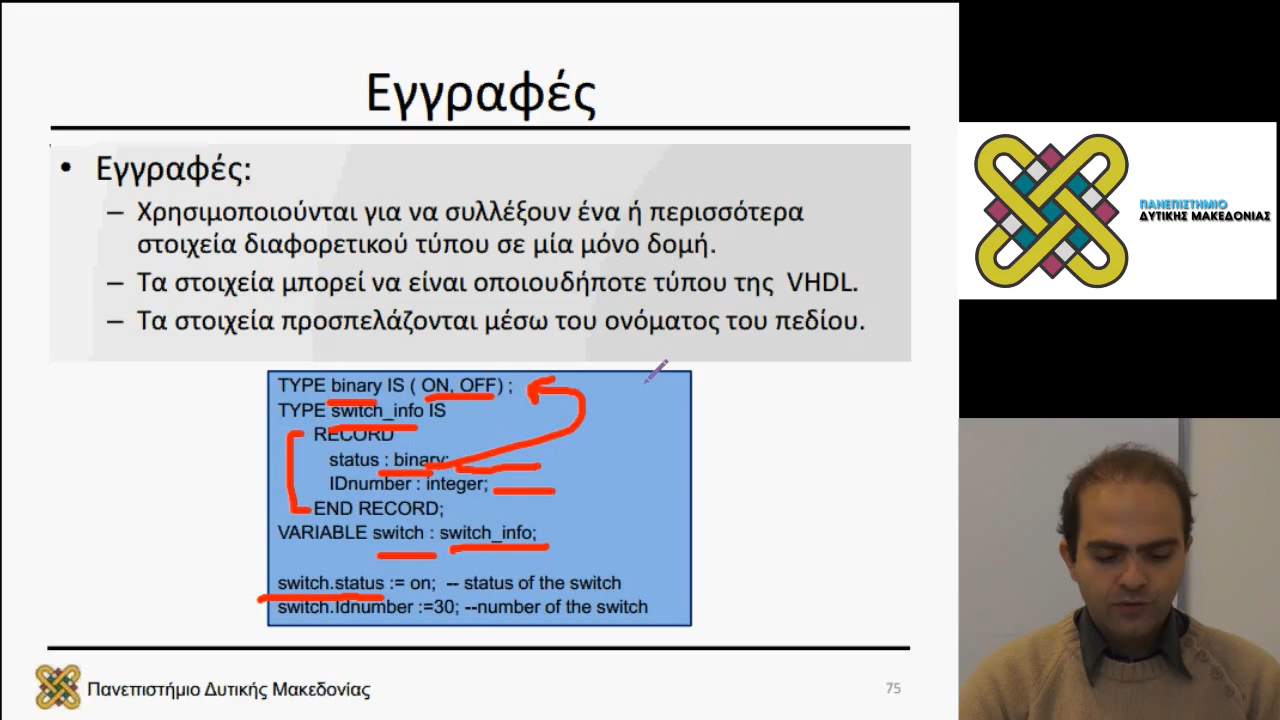 Εγγραφές
• Εγγραφές:
– Χρησιμοποιούνται για να συλλέξουν ένα ή περισσότερα
στοιχεία διαφορετικού τύπου σε μία μόνο δομή.
– Τα στοιχεία μπορεί να είναι οποιουδήποτε τύπου της VHDL.
– Τα στοιχεία προσπελάζονται μέσω του ονόματος του πεδίου.
TYPE binary IS ( ON, OFF) ;
TYPE switch_info IS
RECORD
status : binary;
IDnumber : integer;
END RECORD;
VARIABLE switch : switch_info;
switch.status := on; -- status of the switch
switch.Idnumber :=30; --number of the switch
Πανεπιστήμιο Δυτικής Μακεδονίας
75
ΠΑΝΕΠΙΣΤΗΜΙΟ
ΔΥΤΙΚΗΣ ΜΑΚΕΔΟΝΙΑΣ